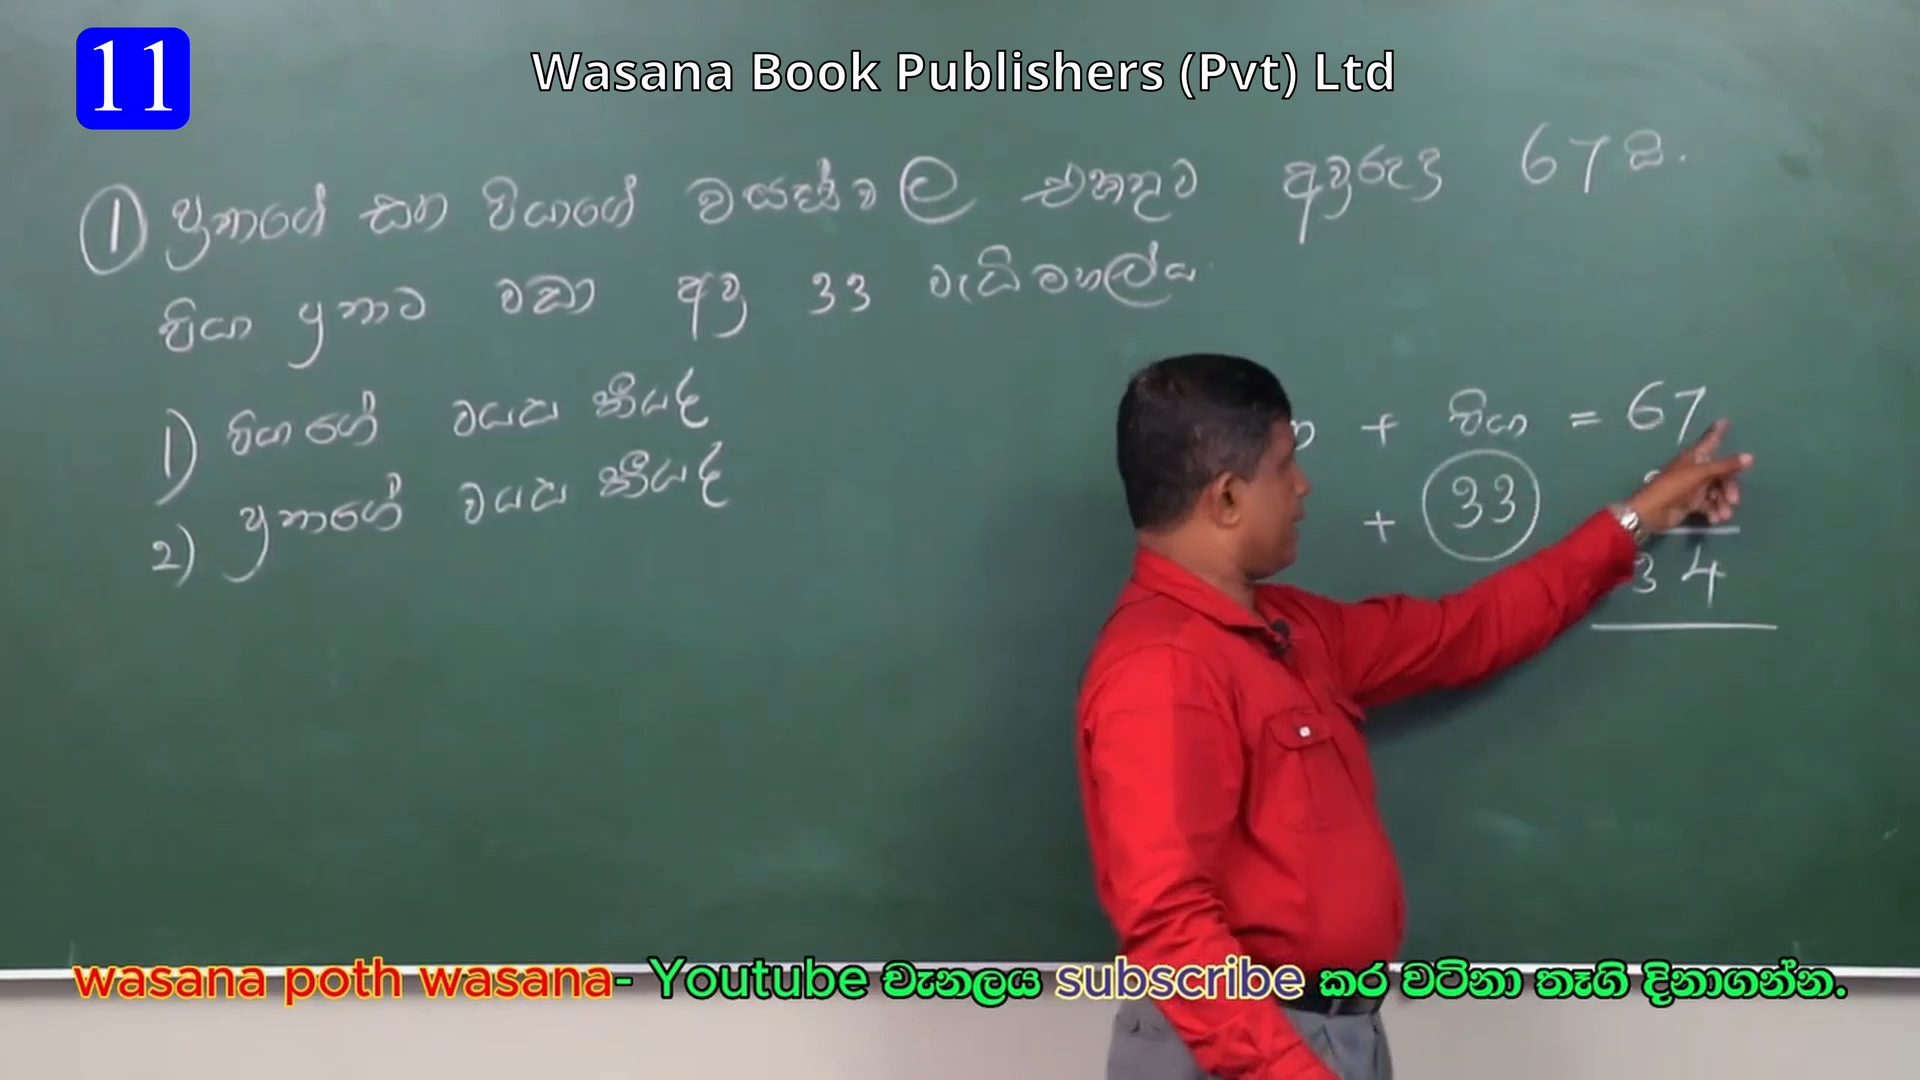 11
Wasana Book Publishers (Pvt) Ltd
① පුතාගේ සහ පියාගේ වයස්වල එකතුව අවුරුදු 67 යි.
පියා පුතාට වඩා අවු 33 වැඩිමහල්ය.
1) පියාගේ වයස කීයද
2) පුතාගේ වයස කීයද
+ පියා = 67
+ 33
34
wasana poth wasana- Youtube චැනලය subscribe කර වටිනා තෑගි දිනාගන්න.